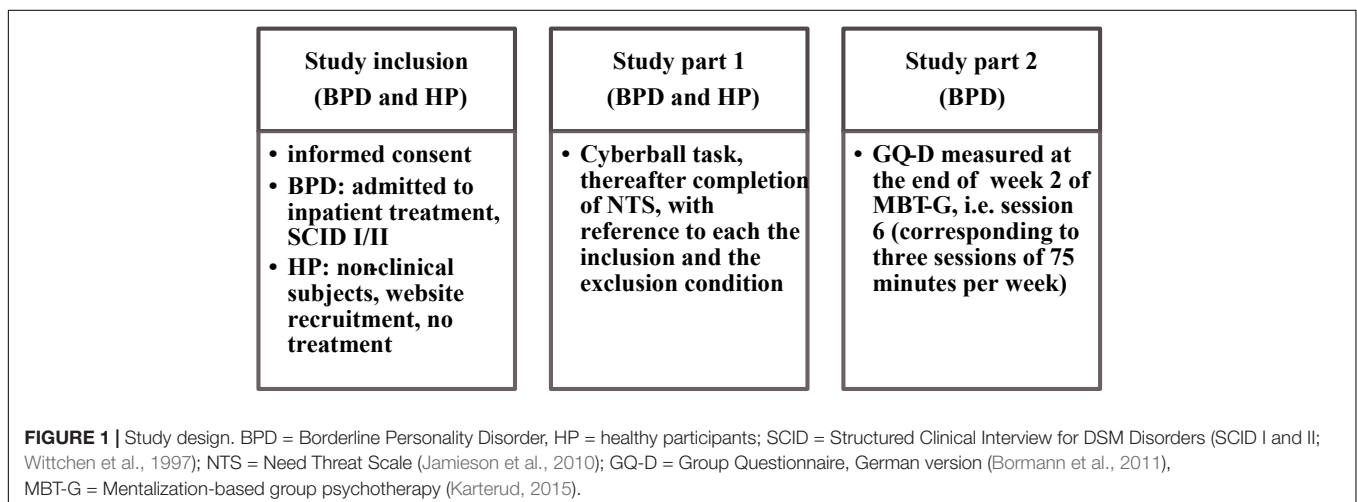 Study inclusion
(BPD and HP)
• informed consent
• BPD: admitted to
inpatient treatment,
SCID I/II
• HP: non-clinical
subjects, website
recruitment, no
treatment
Study part 1
(BPD and HP)
• Cyberball task,
thereafter completion
of NTS, with
reference to each the
inclusion and the
exclusion condition
Study part 2
(BPD)
• GQ-D measured at
the end of week 2 of
MBT-G, i.e. session
6 (corresponding to
three sessions of 75
minutes per week)
FIGURE 1 | Study design. BPD = Borderline Personality Disorder, HP = healthy participants; SCID = Structured Clinical Interview for DSM Disorders (SCID I and II;
Wittchen et al., 1997); NTS = Need Threat Scale (Jamieson et al., 2010); GQ-D = Group Questionnaire, German version (Bormann et al., 2011),
MBT-G = Mentalization-based group psychotherapy (Karterud, 2015).